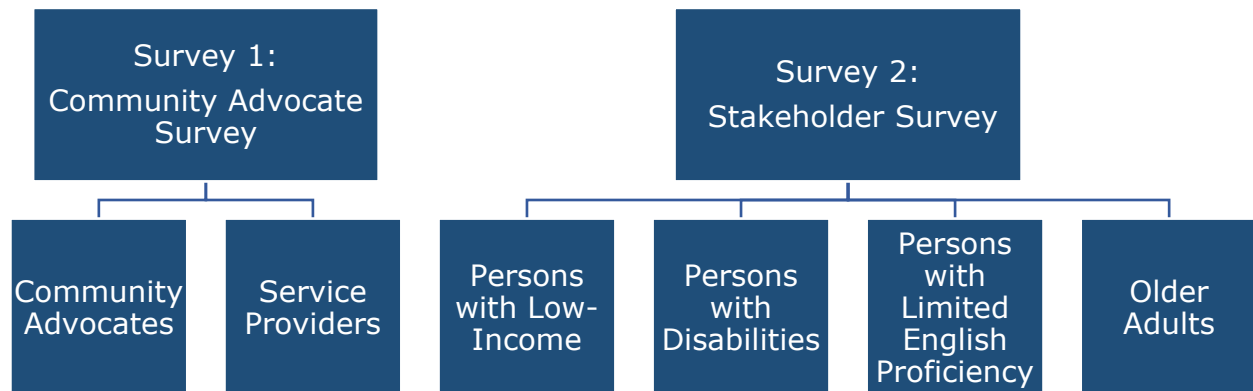 Survey 1:
Community Advocate
Survey
Survey 2:
Stakeholder Survey
Community
Advocates
Service
Providers
Persons
with Low-
Income
Persons
with
Disabilities
Persons
with
Limited
English
Proficiency
Older
Adults